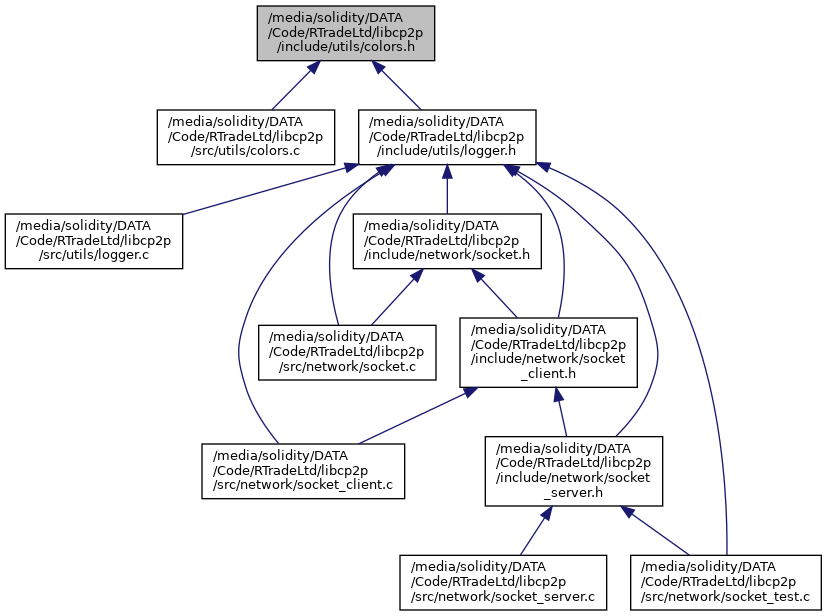 /media/solidity/DATA
/Code/RTradeLtd/libcp2p
/include/utils/colors.h
/media/solidity/DATA
/Code/RTradeLtd/libcp2p
/src/utils/colors.c
/media/solidity/DATA
/Code/RTradeLtd/libcp2p
/include/utils/logger.h
/media/solidity/DATA
/Code/RTradeLtd/libcp2p
/src/utils/logger.c
/media/solidity/DATA
/Code/RTradeLtd/libcp2p
/include/network/socket.h
/media/solidity/DATA
/Code/RTradeLtd/libcp2p
/src/network/socket.c
/media/solidity/DATA
/Code/RTradeLtd/libcp2p
/include/network/socket
_client.h
/media/solidity/DATA
/Code/RTradeLtd/libcp2p
/src/network/socket_client.c
/media/solidity/DATA
/Code/RTradeLtd/libcp2p
/include/network/socket
_server.h
/media/solidity/DATA
/Code/RTradeLtd/libcp2p
/src/network/socket_server.c
/media/solidity/DATA
/Code/RTradeLtd/libcp2p
/src/network/socket_test.c